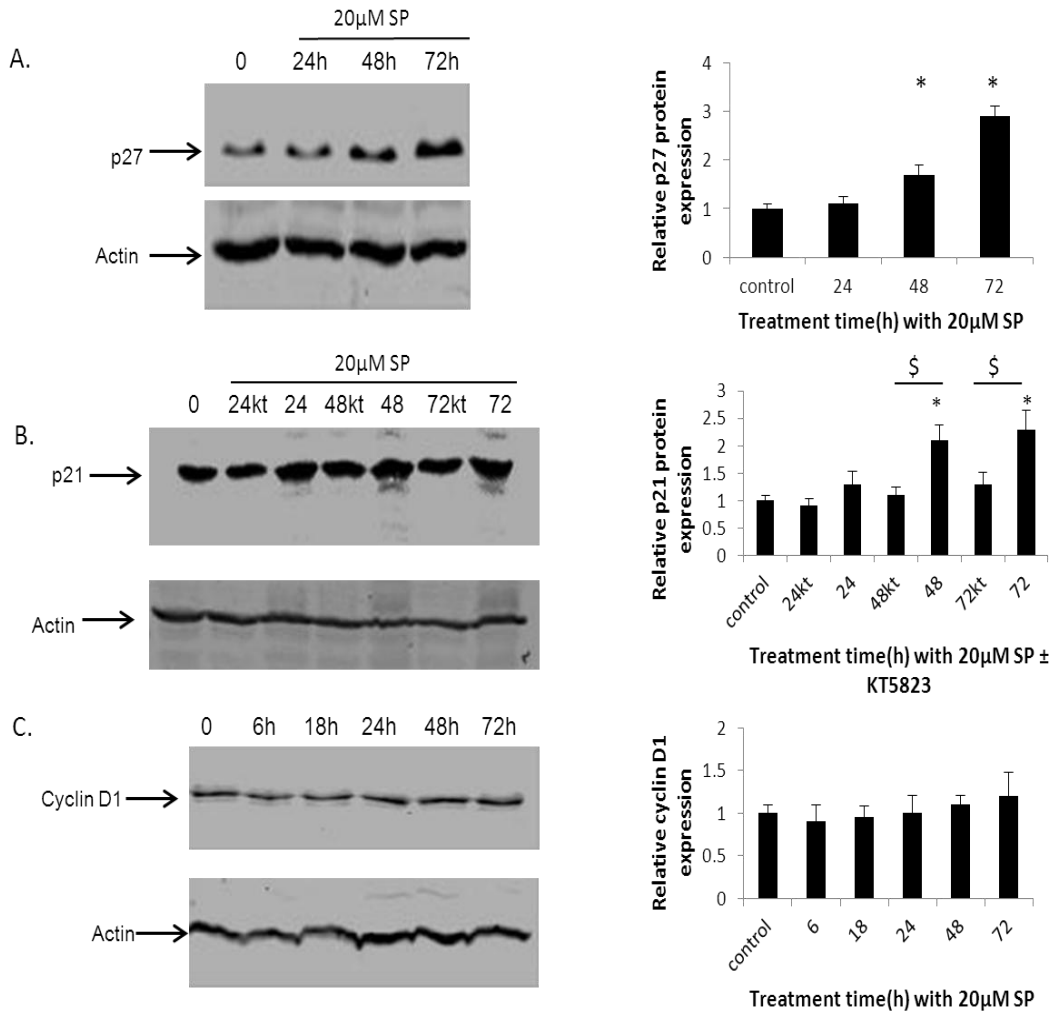 A.
20µM SP
0 24h 48h 72h
p27
Actin
Relative p27 protein
expression
4
3
2
1
0
* *
control 24 48 72
Treatment time(h) with 20µM SP
B.
20µM SP
0 24kt 24 48kt 48 72kt 72
p21
Actin
Relative p21 protein
expression
3
2.5
2
1.5
1
0.5
0
$ $
* *
control 24kt 24 48kt 48 72kt 72
Treatment time(h) with 20µM SP ±
KT5823
C.
0 6h 18h 24h 48h 72h
Cyclin D1
Actin
Relative cyclin D1
expression
2
1.5
1
0.5
0
control 6 18 24 48 72
Treatment time(h) with 20µM SP